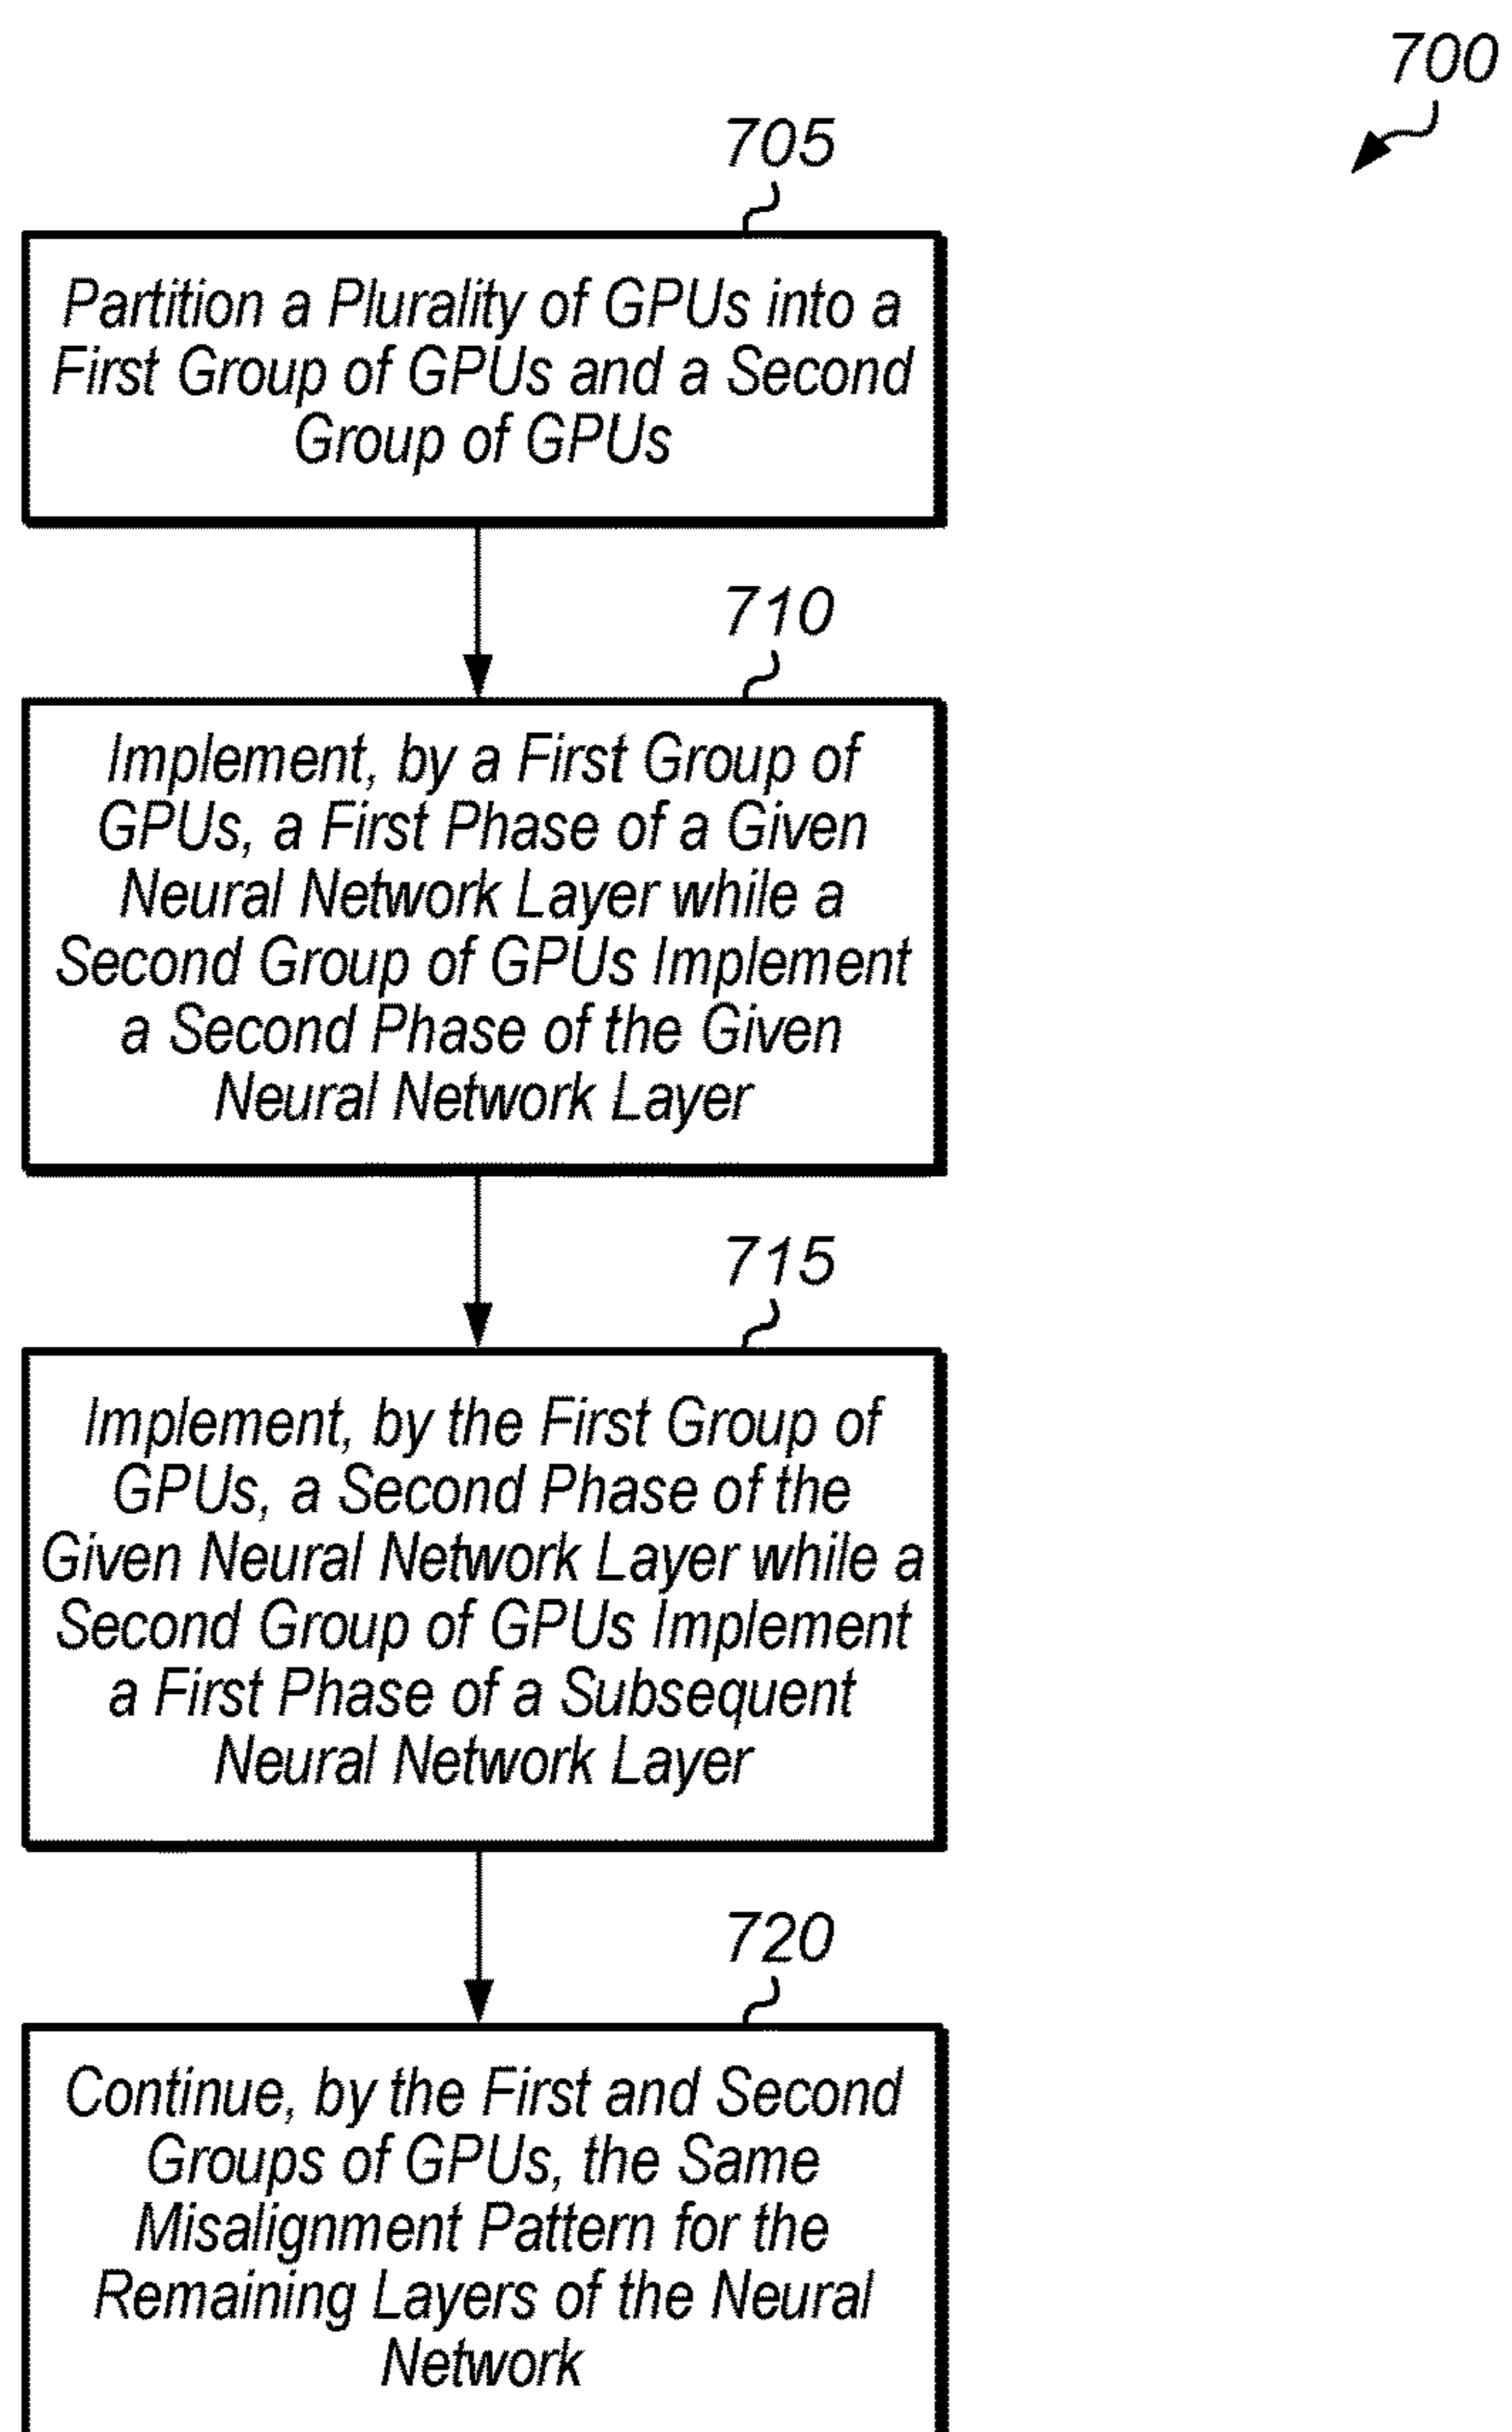 700
705
Partition a Plurality of GPUs into a
First Group of GPUs and a Second
Group of GPUs
710
Implement, by a First Group of
GPUs, a First Phase of a Given
Neural Network Layer while a
Second Group of GPUs Implement
a Second Phase of the Given
Neural Network Layer
715
Implement, by the First Group of
GPUs, a Second Phase of the
Given Neural Network Layer while a
Second Group of GPUs Implement
a First Phase of a Subsequent
Neural Network Layer
720
Continue, by the First and Second
Groups of GPUs, the Same
Misalignment Pattern for the
Remaining Layers of the Neural
Network